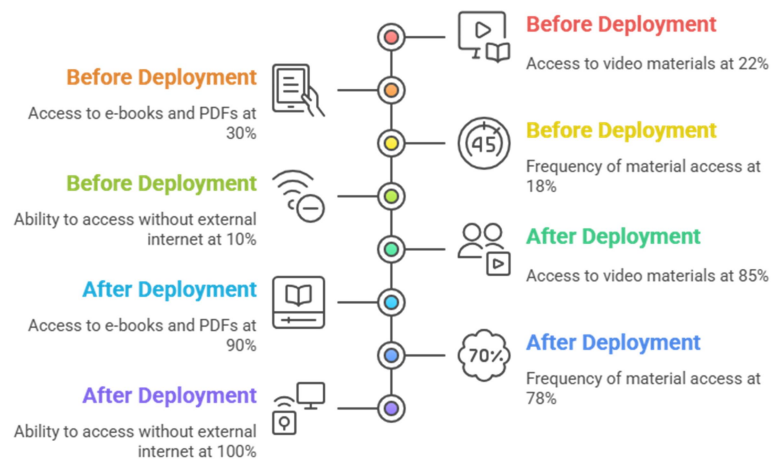 Before Deployment
Access to video materials at 22%
Before Deployment
Access to e-books and PDFs at
30%
Before Deployment
45
Frequency of material access at
18%
Before Deployment
Ability to access without external
internet at 10%
After Deployment
Access to video materials at 85%
After Deployment
Access to e-books and PDFs at
90%
After Deployment
70%
Frequency of material access at
78%
After Deployment
Ability to access without external
internet at 100%